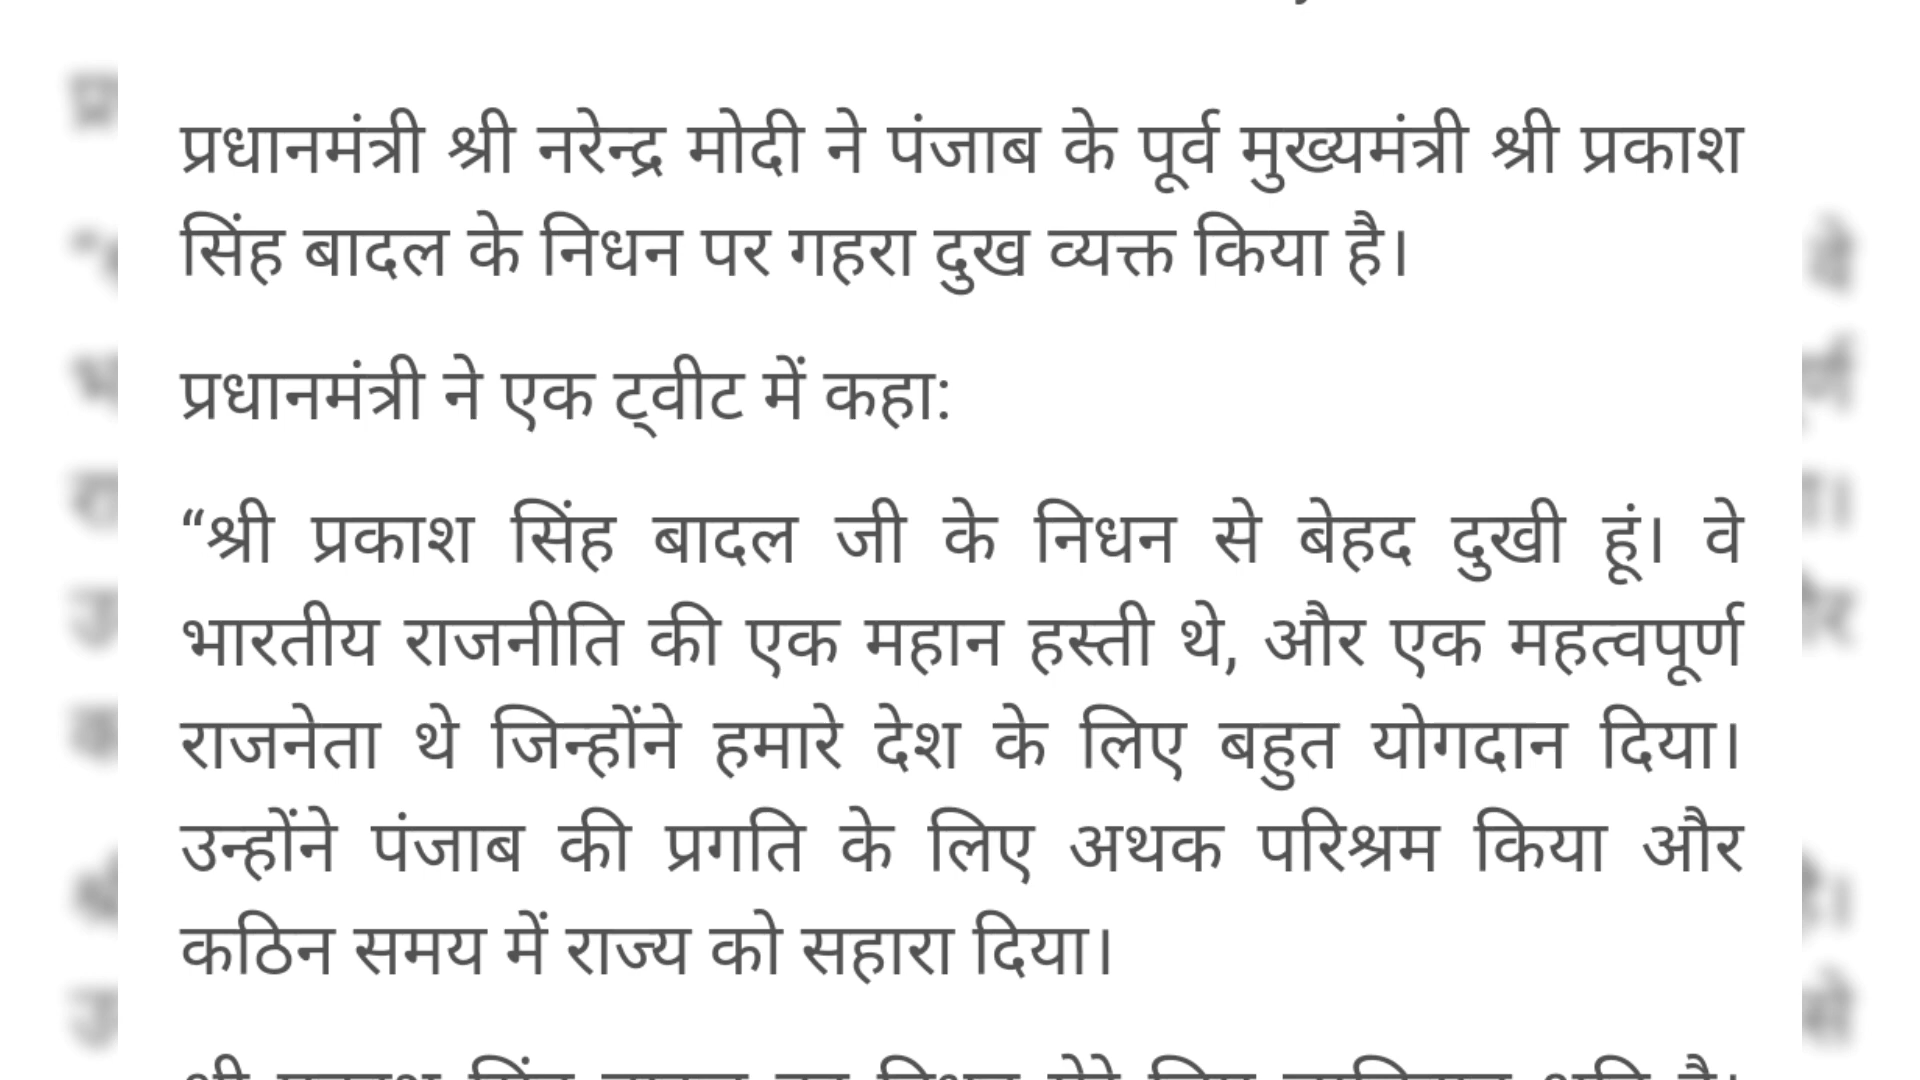 प्रधानमंत्री श्री नरेन्द्र मोदी ने पंजाब के पूर्व मुख्यमंत्री श्री प्रकाश
सिंह बादल के निधन पर गहरा दुख व्यक्त किया है।
प्रधानमंत्री ने एक ट्वीट में कहा:
“श्री प्रकाश सिंह बादल जी के निधन से बेहद दुखी हूं। वे
भारतीय राजनीति की एक महान हस्ती थे, और एक महत्वपूर्ण
राजनेता थे जिन्होंने हमारे देश के लिए बहुत योगदान दिया।
उन्होंने पंजाब की प्रगति के लिए अथक परिश्रम किया और
कठिन समय में राज्य को सहारा दिया।